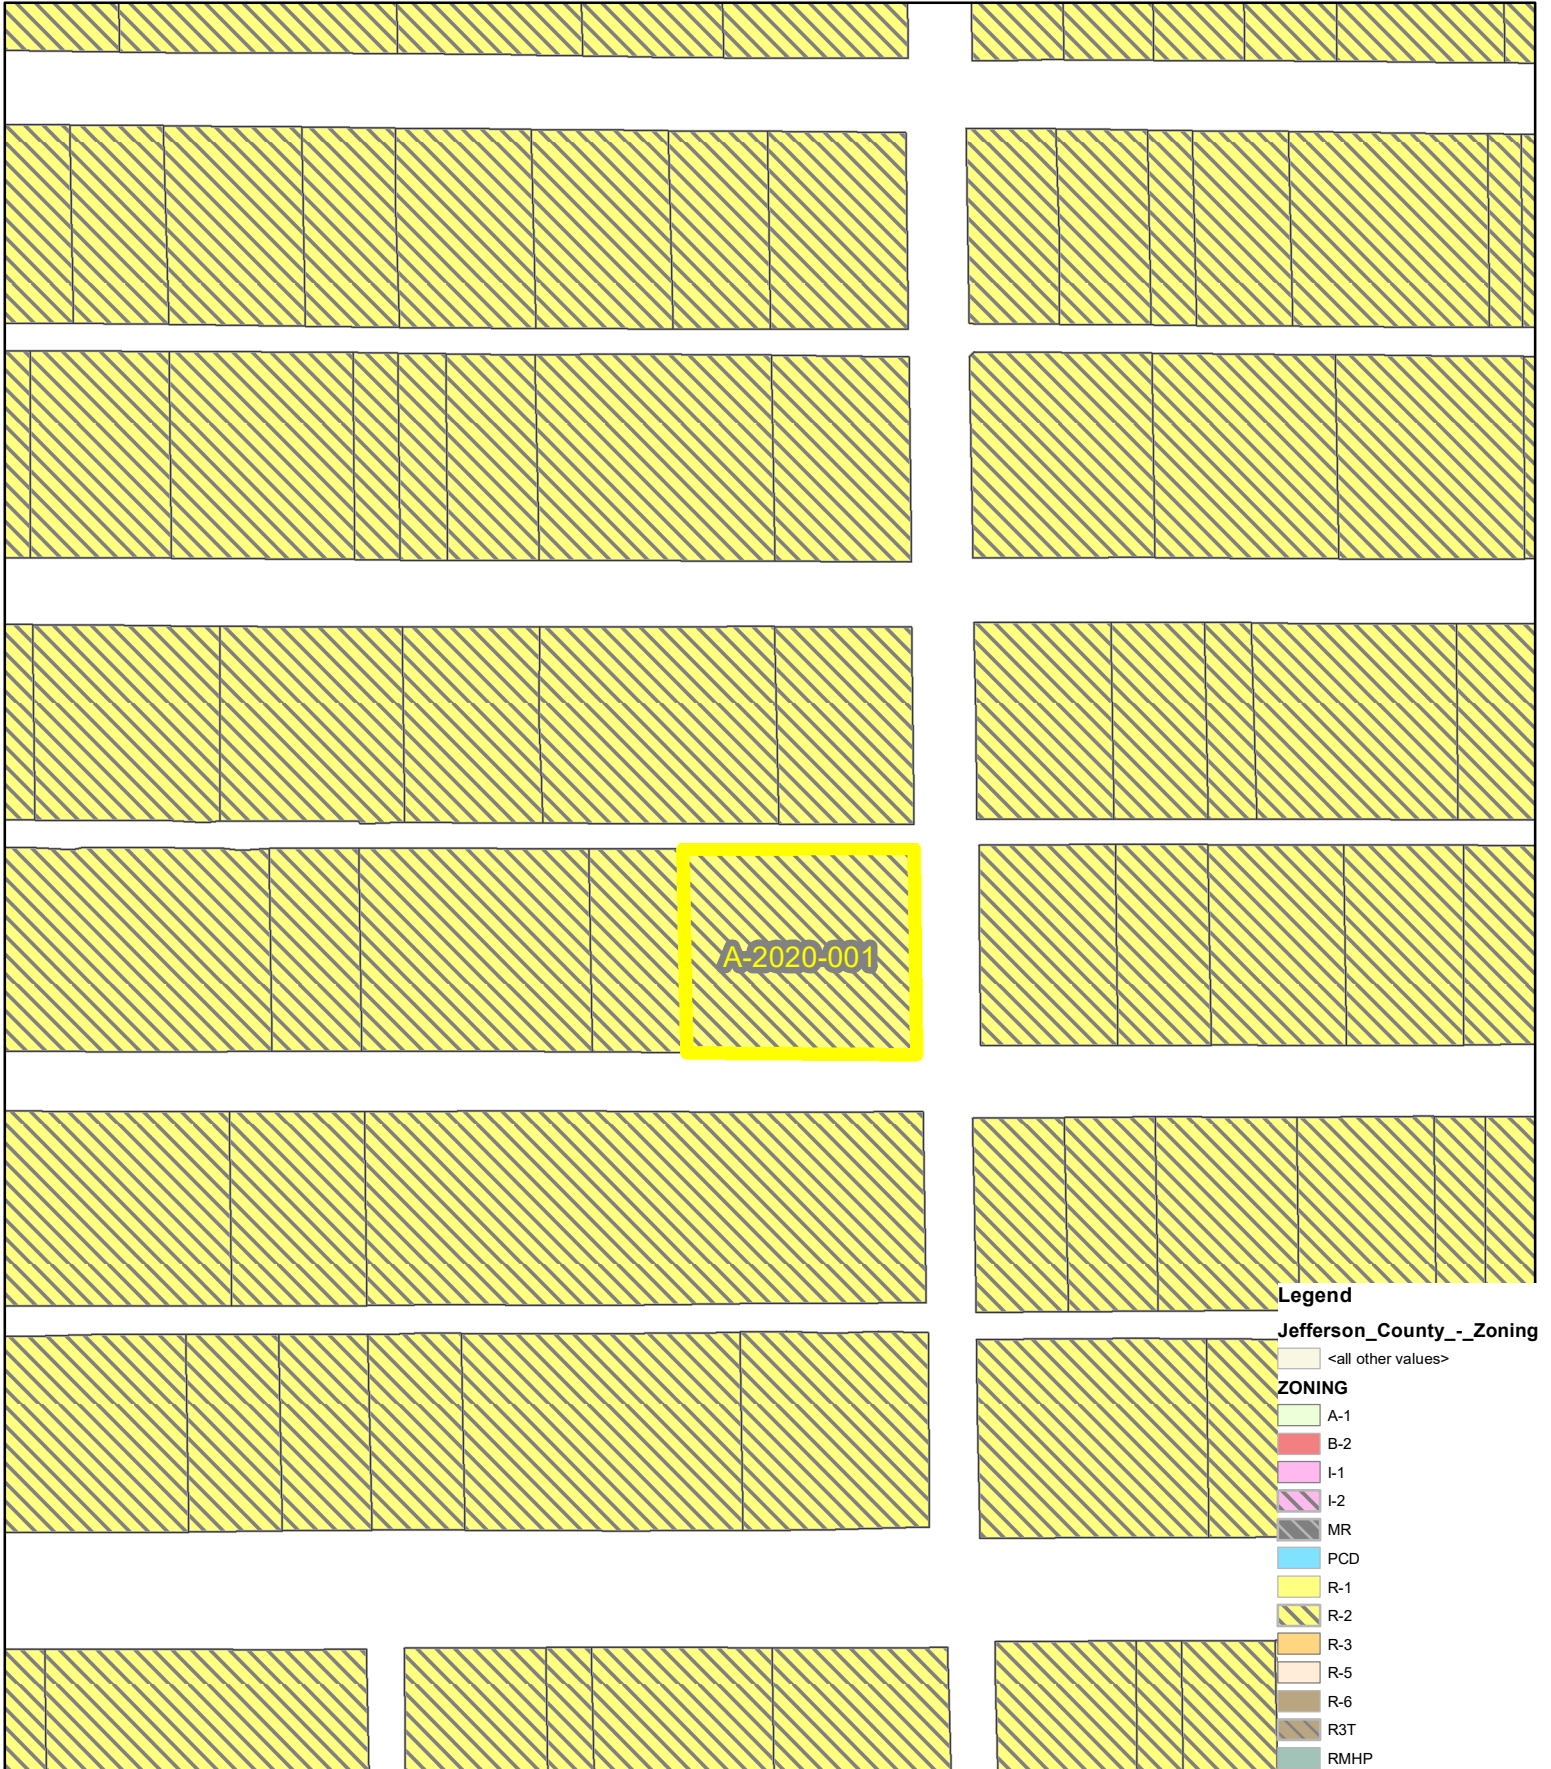 A-2020-001
Legend
Jefferson_County_-_Zoning
<all other values>
ZONING
A-1
B-2
I-1
I-2
MR
PCD
R-1
R-2
R-3
R-5
R-6
R3T
RMHP